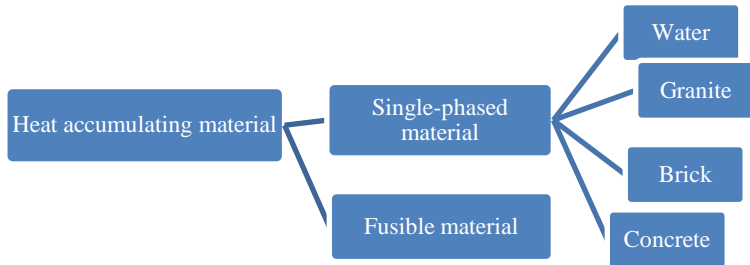 Heat accumulating material
Single-phased
material
Fusible material
Water
Granite
Brick
Concrete